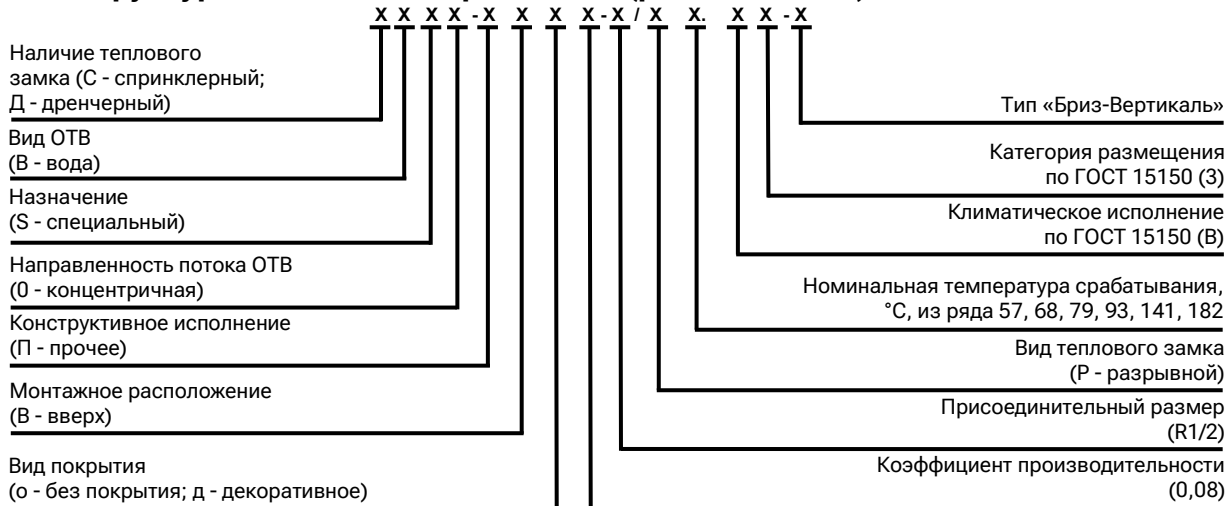 X X X X - X X X X - X / X X. X X - X
Наличие теплового
замка (С - спринклерный;
Д - дренчерный)
Вид ОТВ
(В - вода)
Назначение
(S - специальный)
Направленность потока ОТВ
(0 - концентричная)
Конструктивное исполнение
(П - прочее)
Монтажное расположение
(В - вверх)
Вид покрытия
(о - без покрытия; д - декоративное)
Тип «Бриз-Вертикаль»
Категория размещения
по ГОСТ 15150 (3)
Климатическое исполнение
по ГОСТ 15150 (В)
Номинальная температура срабатывания,
°С, из ряда 57, 68, 79, 93, 141, 182
Вид теплового замка
(Р - разрывной)
Присоединительный размер
(R1/2)
Коэффициент производительности
(0,08)